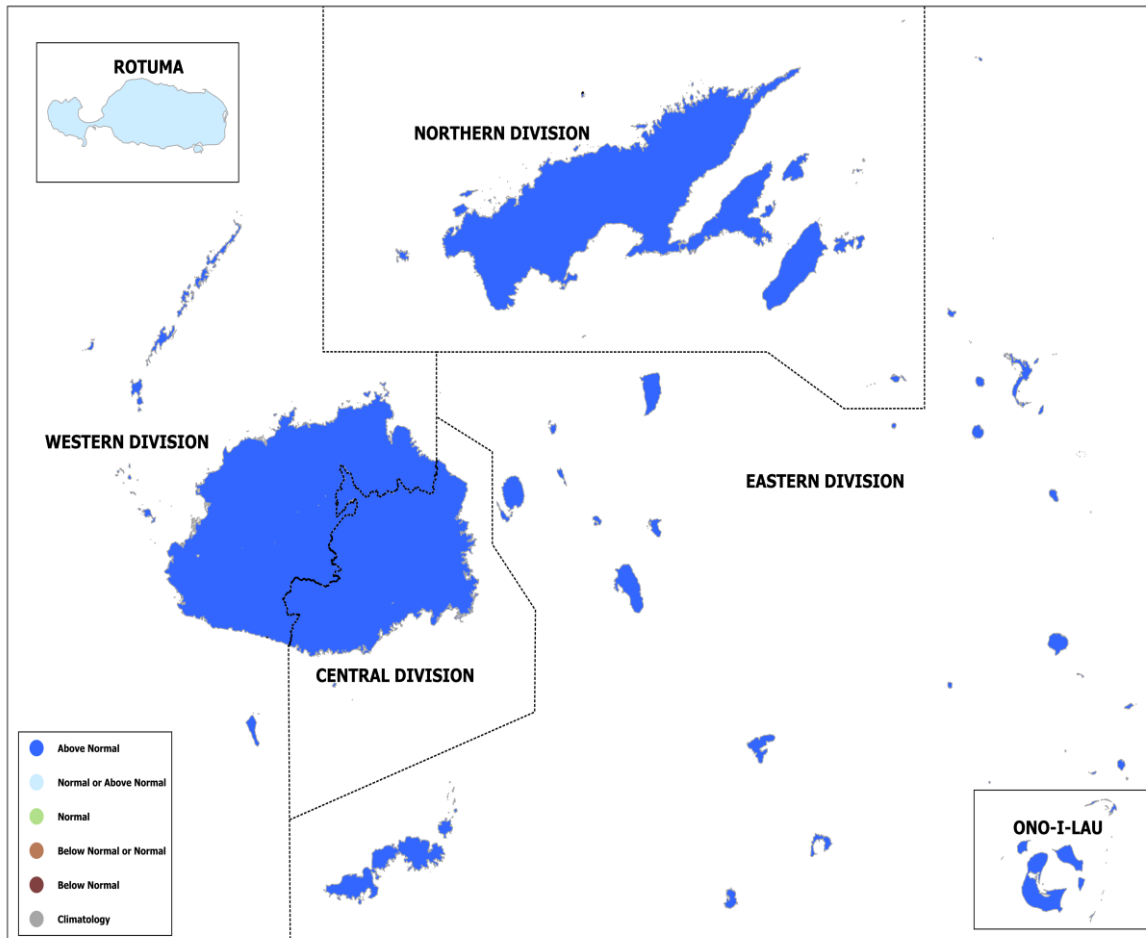 ROTUMA
NORTHERN DIVISION
WESTERN DIVISION
EASTERN DIVISION
CENTRAL DIVISION
Above Normal
Normal or Above Normal
Normal
Below Normal or Normal
Below Normal
Climatology
ONO-I-LAU